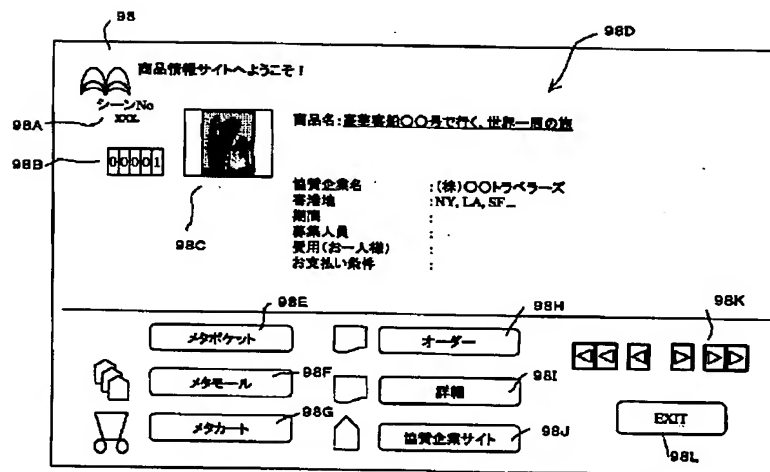 98
98D
商品情報サイトへようこそ!
シーンNo
xxx.
98A
商品名:豪華客船〇〇号で行く、世界一周の旅
98B
00001
98C
協賛企業名 :(株)〇〇トラベラーズ
寄港地 :NY, LA, SF...
期間 :
募集人員 :
費用(お一人様) :
お支払い条件 :
98E
98H
98K
メタポケット
オーダー
98F
メタモール
98I
詳細
98G
メタカート
98J
協賛企業サイト
EXIT
98L